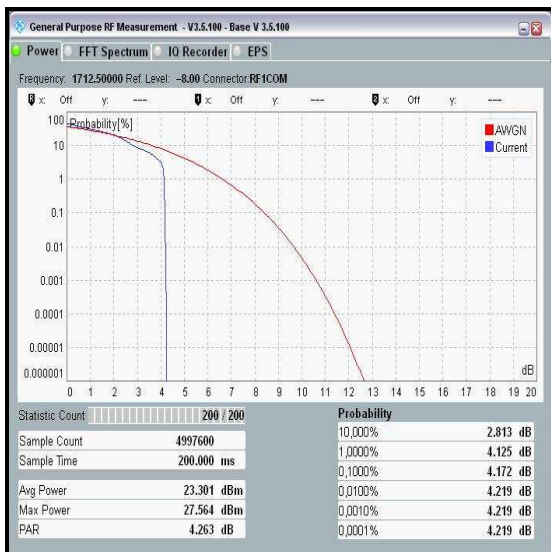 General Purpose RF Measurement - V3.5.100 - Base V 3.5.100
Power FFT Spectrum IQ Recorder EPS
Frequency: 1712.50000 Ref. Level: -8.00 Connector:RF1COM
x: Off y: --- 1 x: Off y: --- 2 x: Off y: ---
Probability[%]
AWGN
Current
100
10
1
0.1
0.01
0.001
0.0001
0.00001
0.000001
dB
0 1 2 3 4 5 6 7 8 9 10 11 12 13 14 15 16 17 18 19 20
Statistic Count 200 / 200
Sample Count 4997600
Sample Time 200.000 ms
Avg Power 23.301 dBm
Max Power 27.564 dBm
PAR 4.263 dB
Probability
10,000% 2.813 dB
1,0000% 4.125 dB
0,1000% 4.172 dB
0,0100% 4.219 dB
0,0010% 4.219 dB
0,0001% 4.219 dB